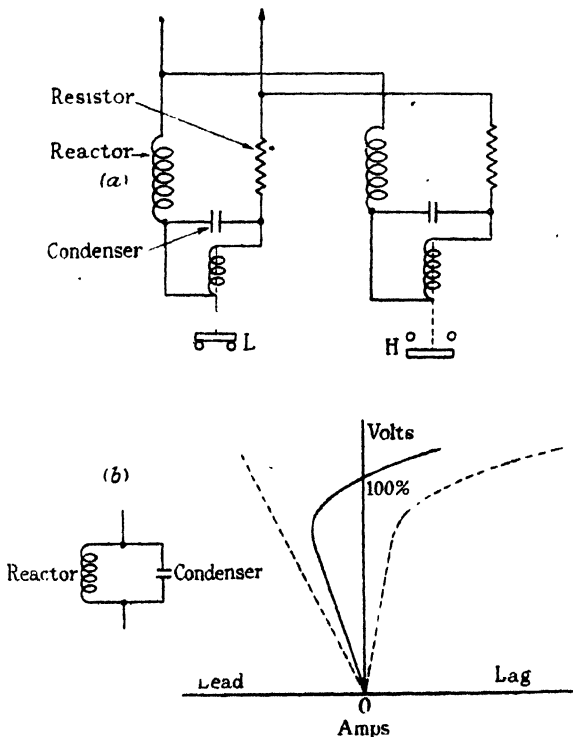 Resistor
Reactor
(a)
Condenser
L
H
(b)
Volts
100%
Reactor
Condenser
Lead
Lag
0
Amps